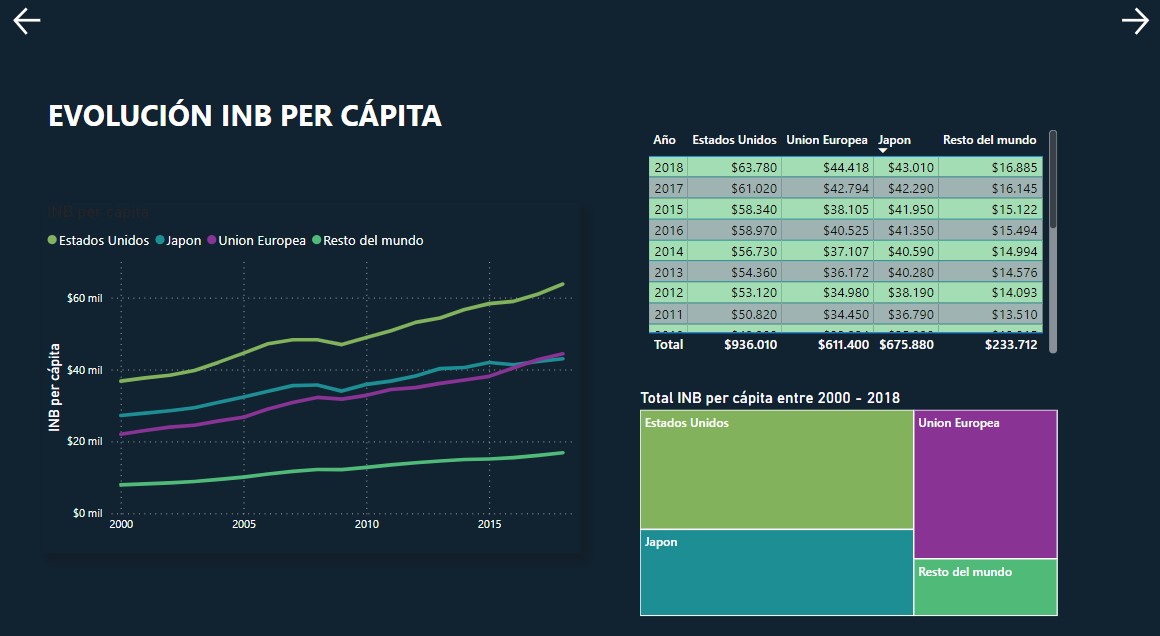 EVOLUCIÓN INB PER CÁPITA
INB per cápita
Estados Unidos Japon Union Europea Resto del mundo
INB per cápita
$60 mil
$40 mil
$20 mil
$0 mil
2000 2005 2010 2015
Año Estados Unidos Union Europea Japon Resto del mundo
2018 $63.780 $44.418 $43.010 $16.885
2017 $61.020 $42.794 $42.290 $16.145
2015 $58.340 $38.105 $41.950 $15.122
2016 $58.970 $40.525 $41.350 $15.494
2014 $56.730 $37.107 $40.590 $14.994
2013 $54.360 $36.172 $40.280 $14.576
2012 $53.120 $34.980 $38.190 $14.093
2011 $50.820 $34.450 $36.790 $13.510
Total $936.010 $611.400 $675.880 $233.712
Total INB per cápita entre 2000 - 2018
Estados Unidos
Union Europea
Japon
Resto del mundo